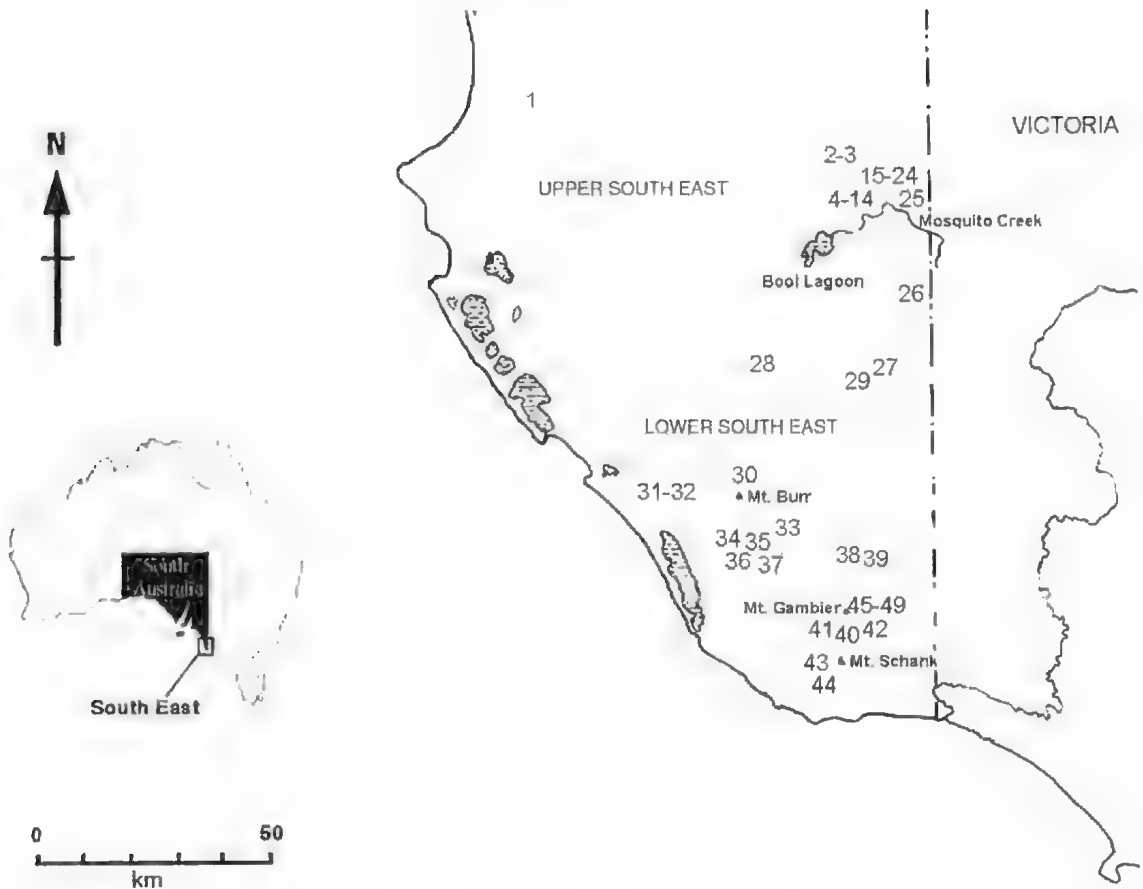 1
VICTORIA
N
2-3
15-24
UPPER SOUTH EAST
4-14
25
Mosquito Creek
Bool Lagoon
26
28
27
29
LOWER SOUTH EAST
30
31-32
Mt. Burr
33
34
35
36
37
38
39
South
Australia
Mt. Gambier
45-49
41
40
42
43
Mt. Schank
44
South East
0
50
km